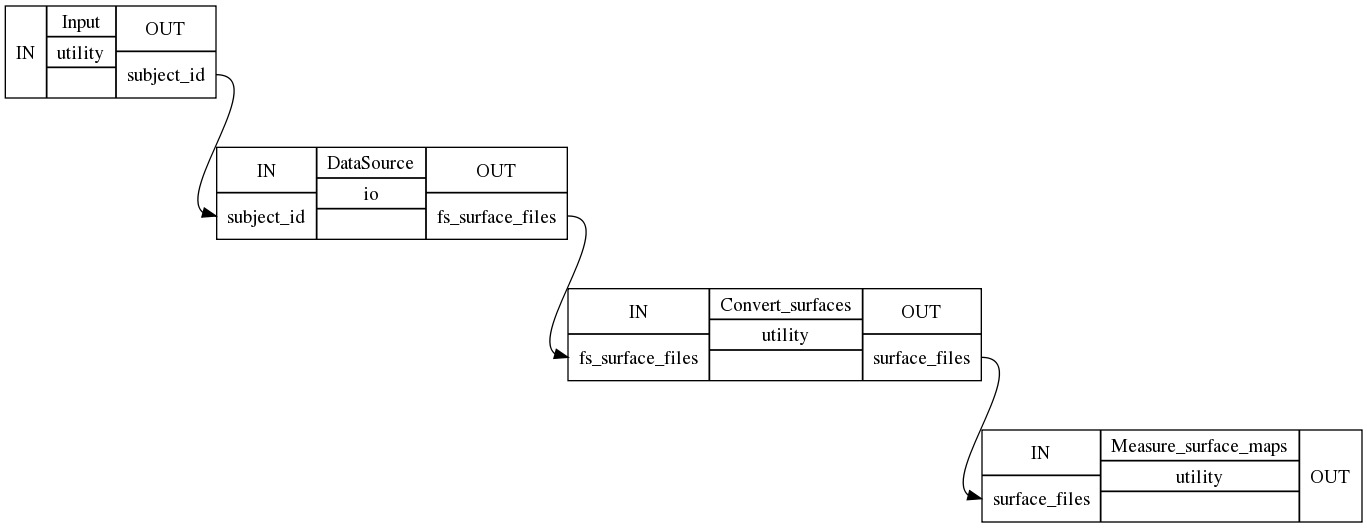 IN
Input
utility
OUT
subject_id
IN
subject_id
DataSource
io
OUT
fs_surface_files
IN
fs_surface_files
Convert_surfaces
utility
OUT
surface_files
IN
surface_files
Measure_surface_maps
utility
OUT